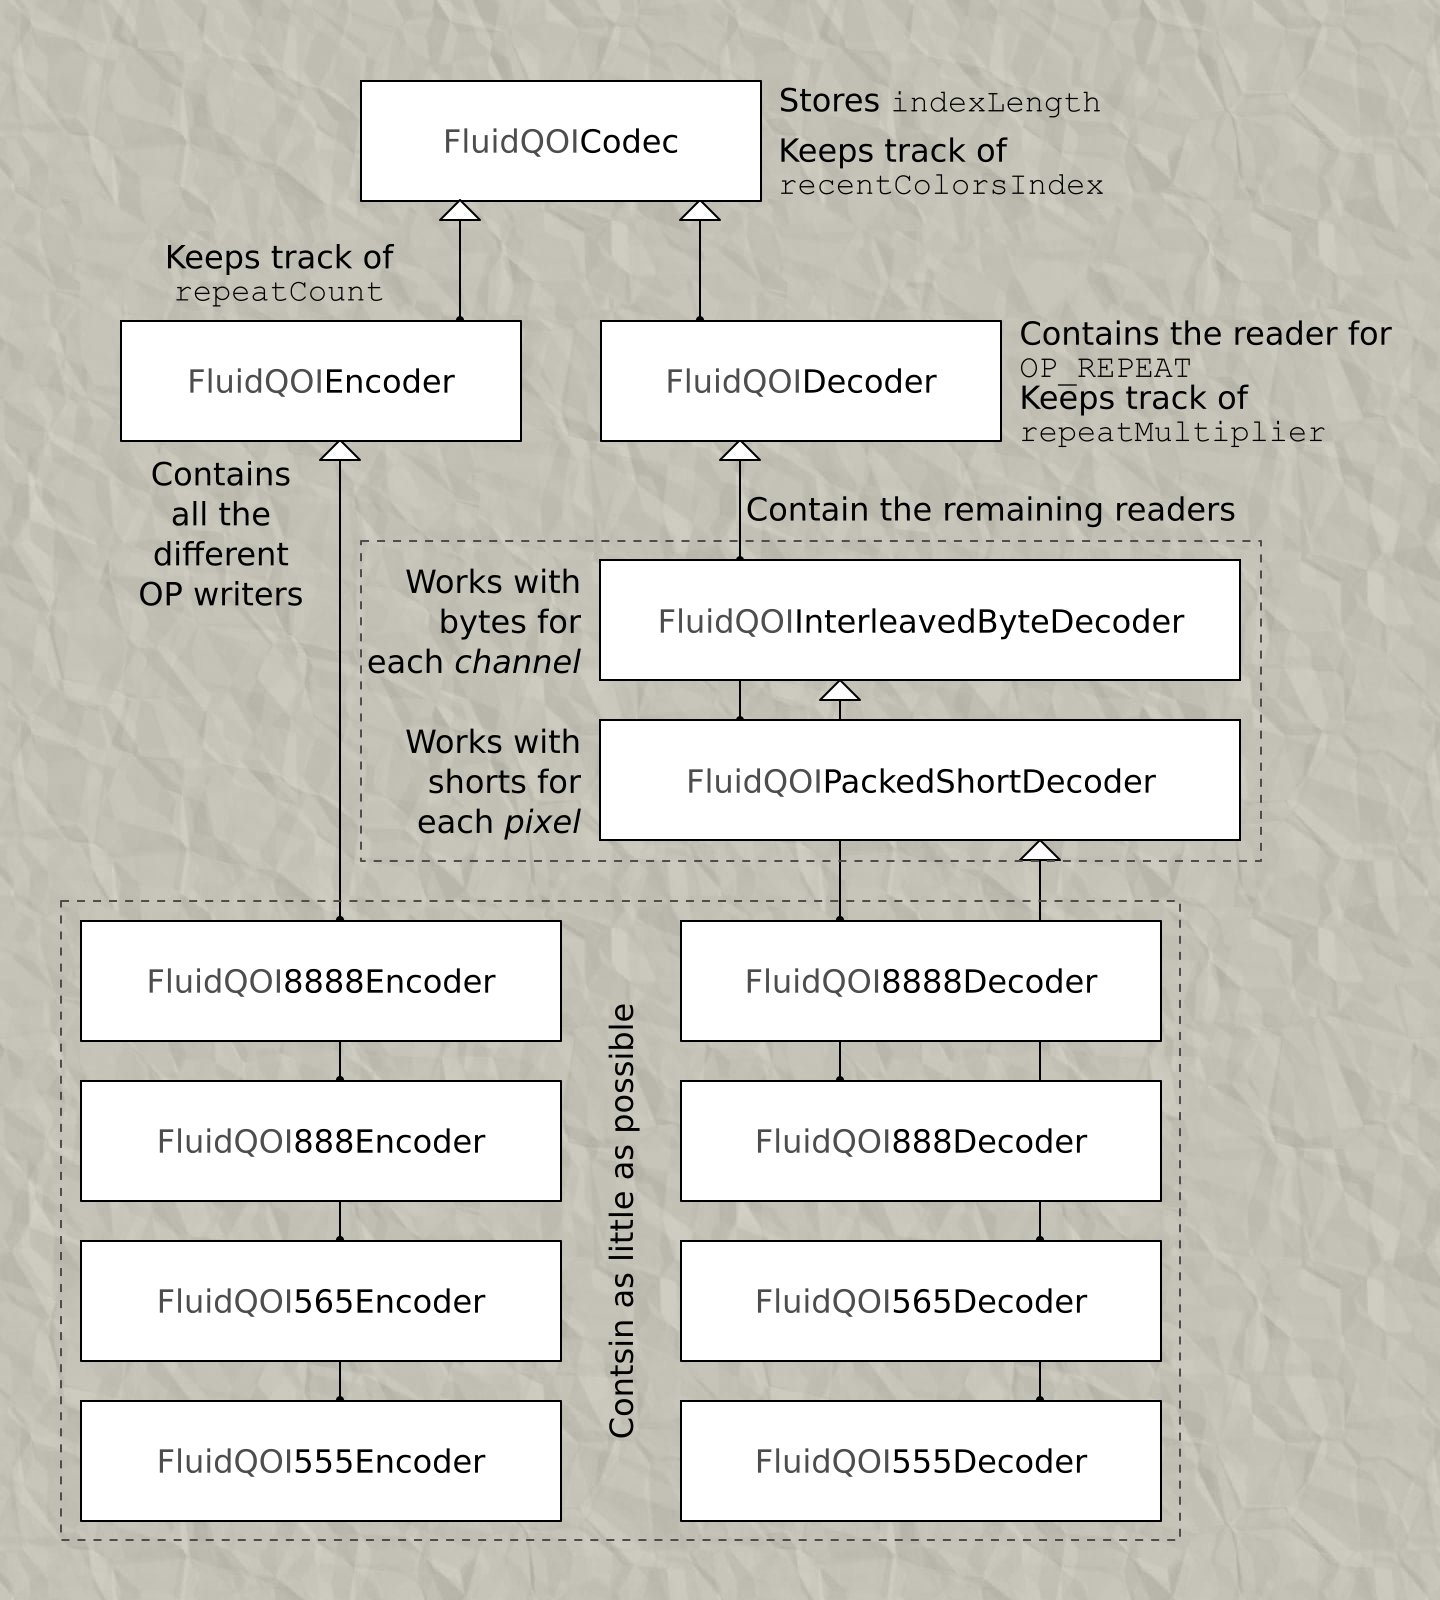 FluidQOICodec
Stores indexLength
Keeps track of
recentColorsIndex
Keeps track of
repeatCount
FluidQOIEncoder
FluidQOIDecoder
Contains the reader for
OP_REPEAT
Keeps track of
repeatMultiplier
Contains
all the
different
OP writers
Contain the remaining readers
Works with
bytes for
each channel
FluidQOIInterleavedByteDecoder
Works with
shorts for
each pixel
FluidQOIPackedShortDecoder
FluidQOI8888Encoder
FluidQOI888Encoder
FluidQOI565Encoder
FluidQOI555Encoder
Contsin as little as possible
FluidQOI8888Decoder
FluidQOI888Decoder
FluidQOI565Decoder
FluidQOI555Decoder